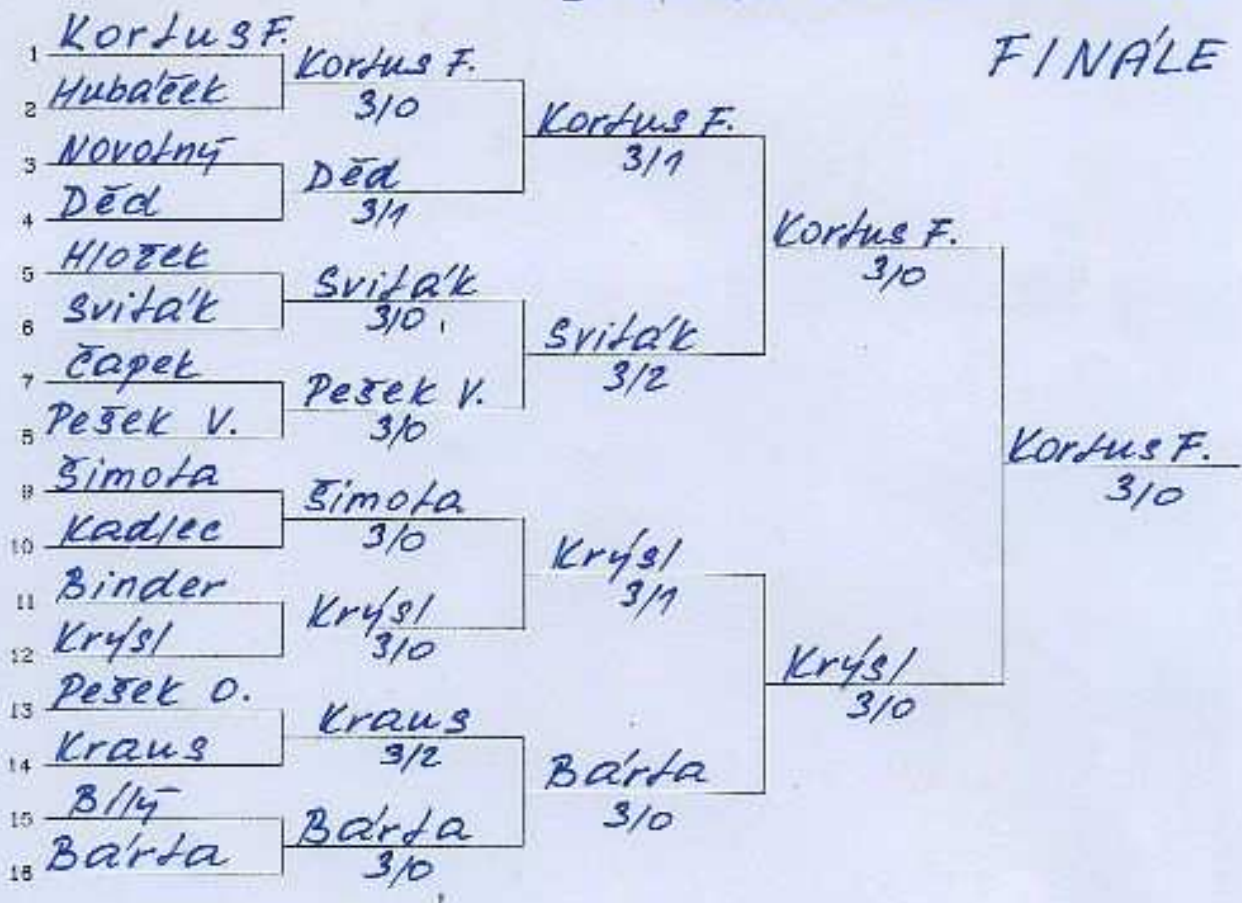 FINÁLE
1 Kortus F.
2 Hubáček
3 Novotný
4 Děd
5 Hložek
6 Sviták
7 Čapek
8 Pešek V.
9 Šimota
10 Kadlec
11 Binder
12 Krýsl
13 Pešek O.
14 Kraus
15 Bílý
16 Bárta
Kortus F.
3/0
Děd
3/1
Sviták
3/0
Pešek V.
3/0
Šimota
3/0
Krýsl
3/0
Kraus
3/2
Bárta
3/0
Kortus F.
3/1
Sviták
3/2
Krýsl
3/1
Bárta
3/0
Kortus F.
3/0
Krýsl
3/0
Kortus F.
3/0